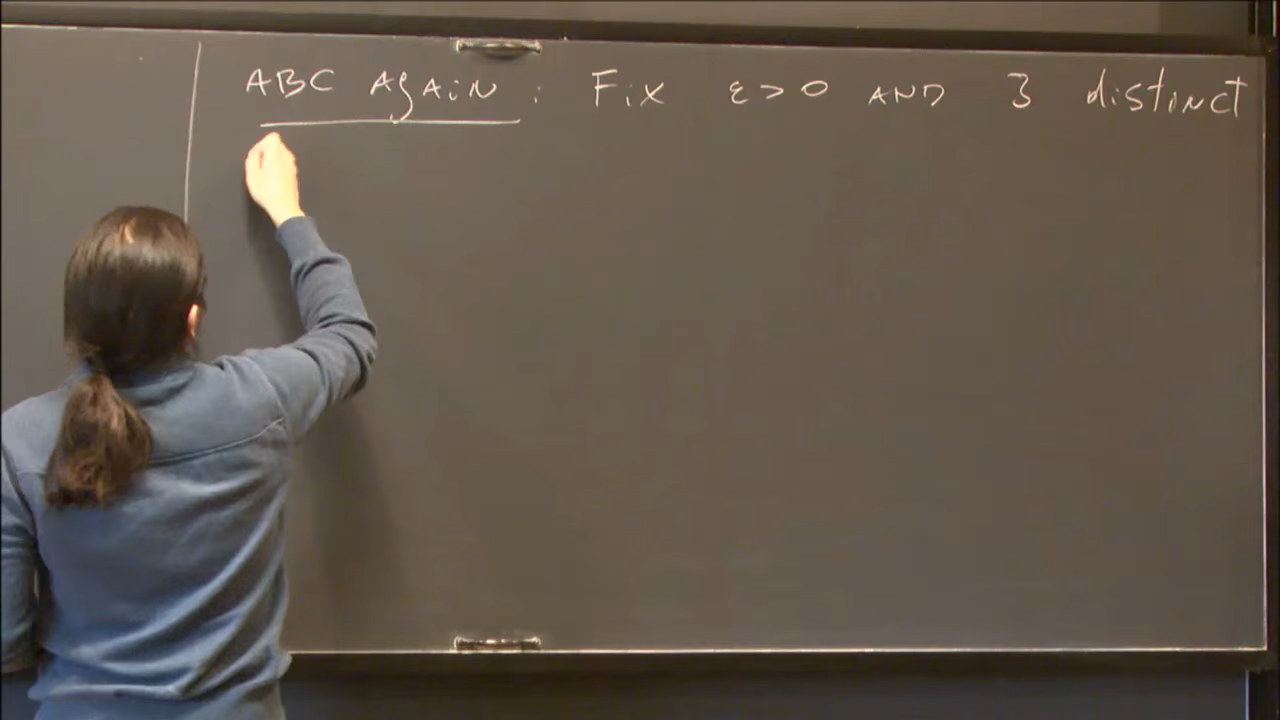 ABC AgAiN : Fix ε > 0 AND 3 distinct